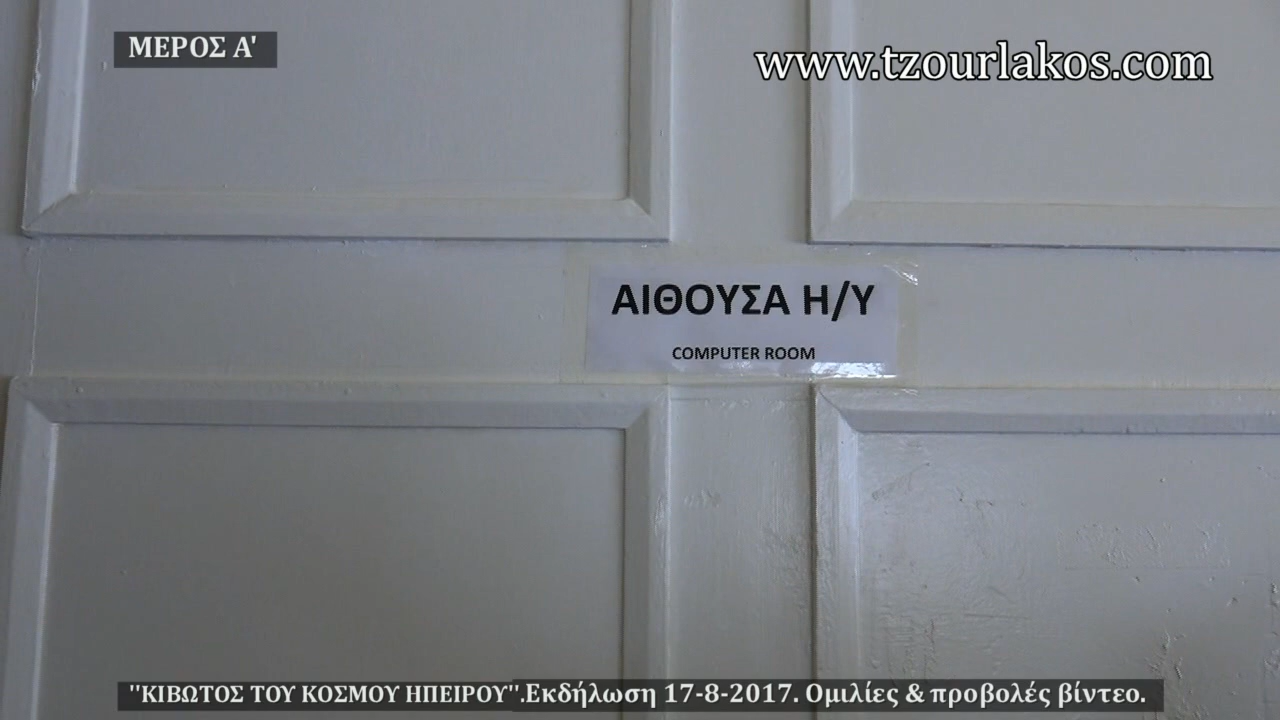 ΜΕΡΟΣ Α'
www.tzourlakos.com
ΑΙΘΟΥΣΑ Η/Υ
COMPUTER ROOM
''ΚΙΒΩΤΟΣ ΤΟΥ ΚΟΣΜΟΥ ΗΠΕΙΡΟΥ''.Εκδήλωση 17-8-2017. Ομιλίες & προβολές βίντεο.